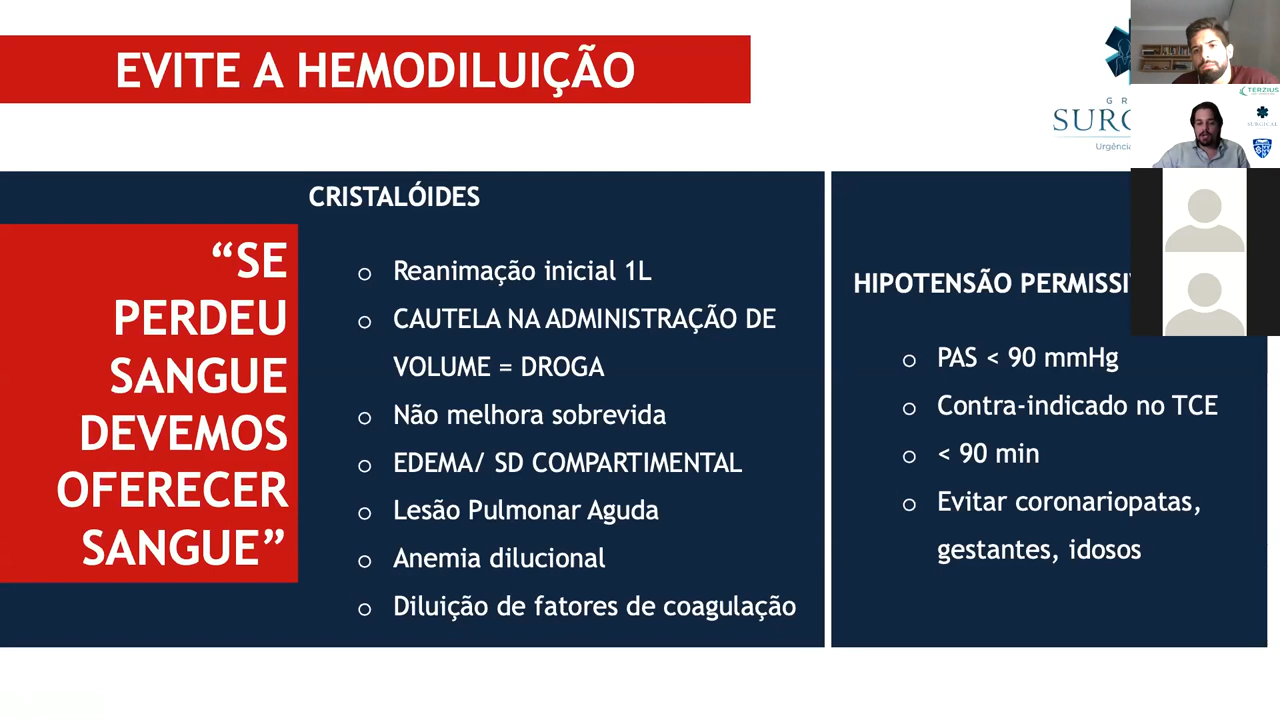 EVITE A HEMODILUIÇÃO
TERZIUS
SURGICAL
“SE
PERDEU
SANGUE
DEVEMOS
OFERECER
SANGUE”
CRISTALÓIDES
o Reanimação inicial 1L
o CAUTELA NA ADMINISTRAÇÃO DE
VOLUME = DROGA
o Não melhora sobrevida
o EDEMA/ SD COMPARTIMENTAL
o Lesão Pulmonar Aguda
o Anemia dilucional
o Diluição de fatores de coagulação
HIPOTENSÃO PERMISSI
o PAS < 90 mmHg
o Contra-indicado no TCE
o < 90 min
o Evitar coronariopatas,
gestantes, idosos